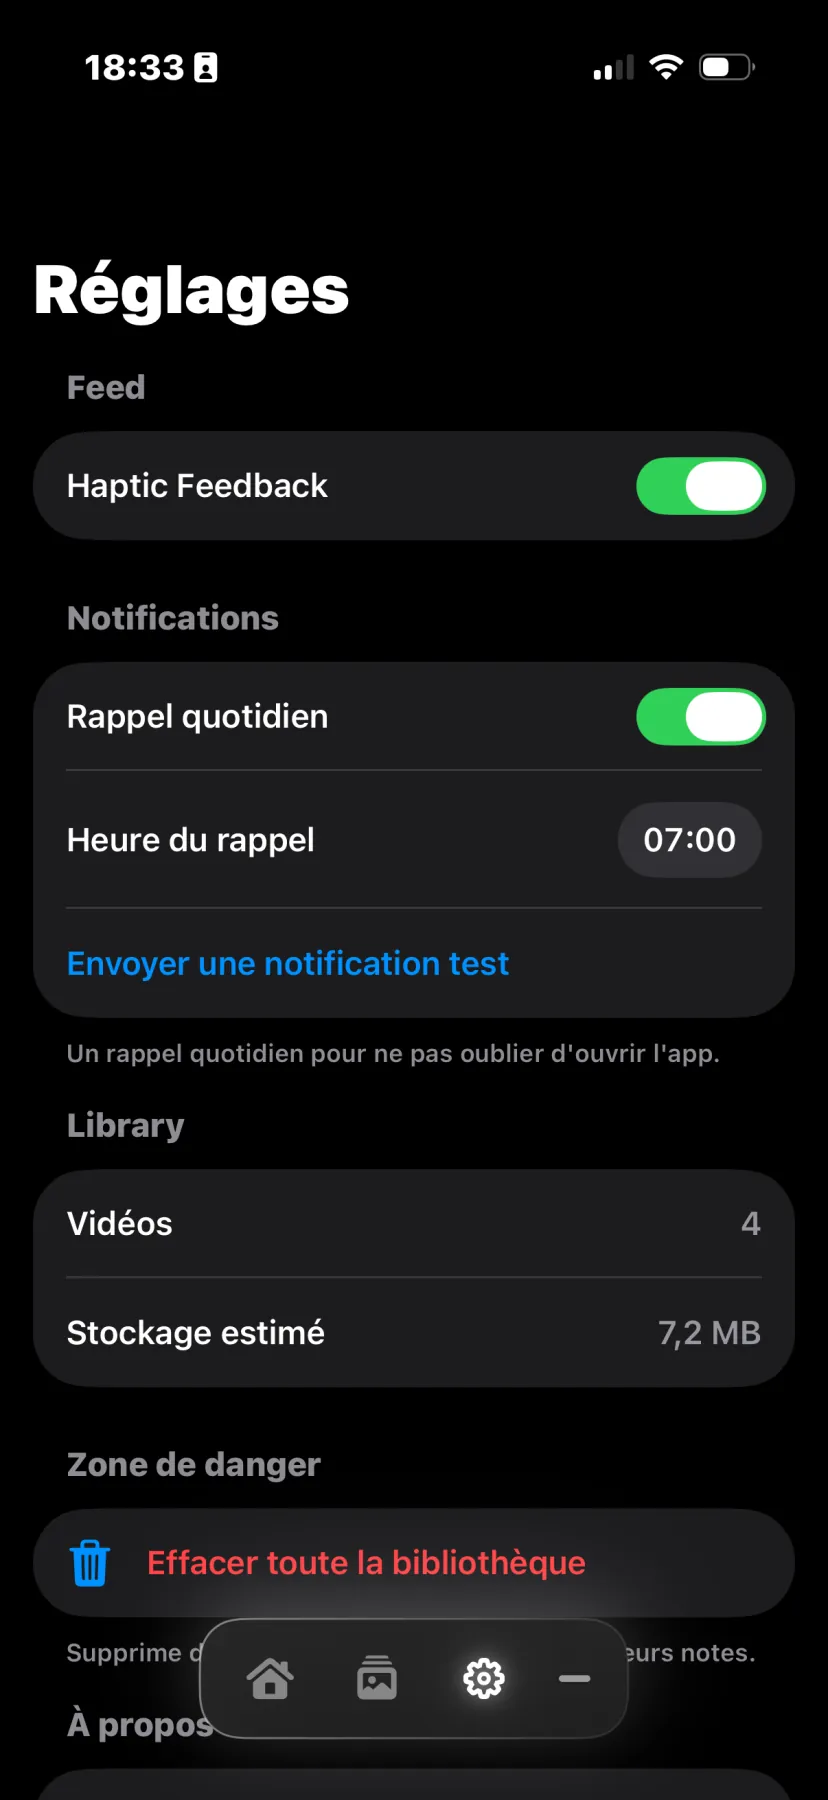 18:33
Réglages
Feed
Haptic Feedback
Notifications
Rappel quotidien
Heure du rappel 07:00
Envoyer une notification test
Un rappel quotidien pour ne pas oublier d'ouvrir l'app.
Library
Vidéos 4
Stockage estimé 7,2 MB
Zone de danger
Effacer toute la bibliothèque
Supprime notes.
À propos